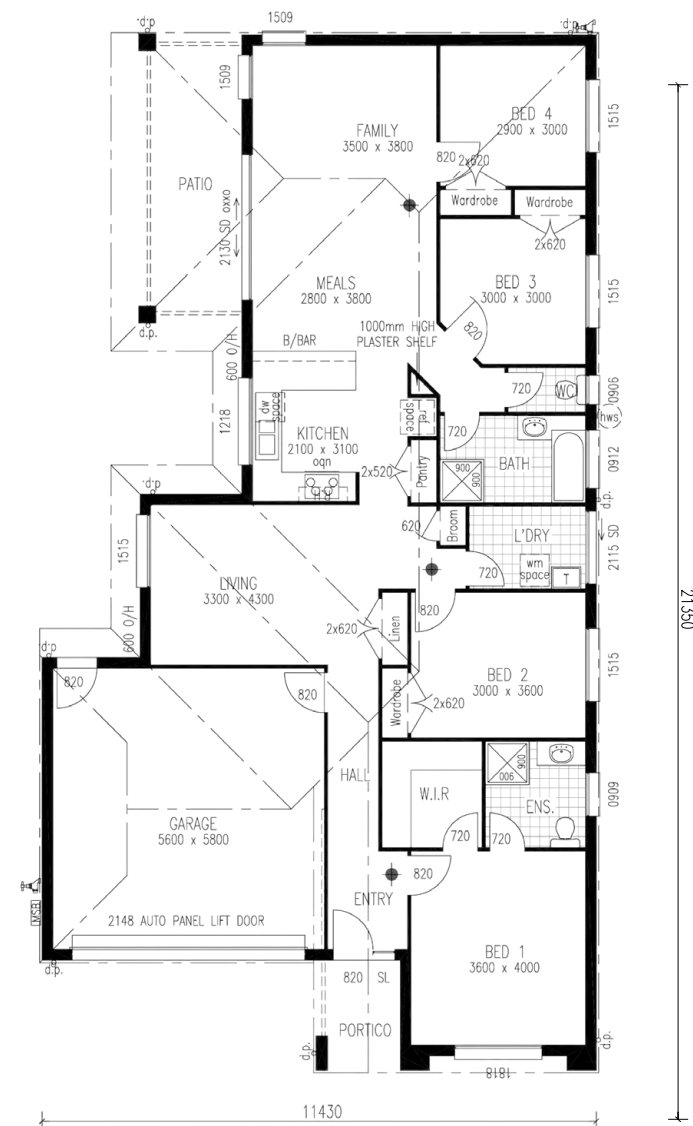 1509
d.p.
d.p.
1509
BED 4
2900 x 3000
1515
FAMILY
3500 x 3800
820
2x620
PATIO
Wardrobe
Wardrobe
2130 SD oxxo
2x620
MEALS
2800 x 3800
BED 3
3000 x 3000
1515
d.p.
1000mm HIGH
PLASTER SHELF
820
B/BAR
600 O/H
720
WC
0906
dw
space
ref
space
(hws)
1218
720
KITCHEN
2100 x 3100
BATH
0912
oqn
2x520
Pantry
900
900
d.p.
d.p.
620
Broom
L'DRY
2115 SD
1515
wm
space
T
720
LIVING
3300 x 4300
820
21350
600 O/H
2x620
Linen
d.p.
BED 2
3000 x 3600
1515
820
820
Wardrobe
2x620
HALL
900
900
W.I.R
ENS.
0909
GARAGE
5600 x 5800
720
720
820
ENTRY
MSB
2148 AUTO PANEL LIFT DOOR
BED 1
3600 x 4000
d.p.
820
SL
PORTICO
d.p.
d.p.
1818
11430